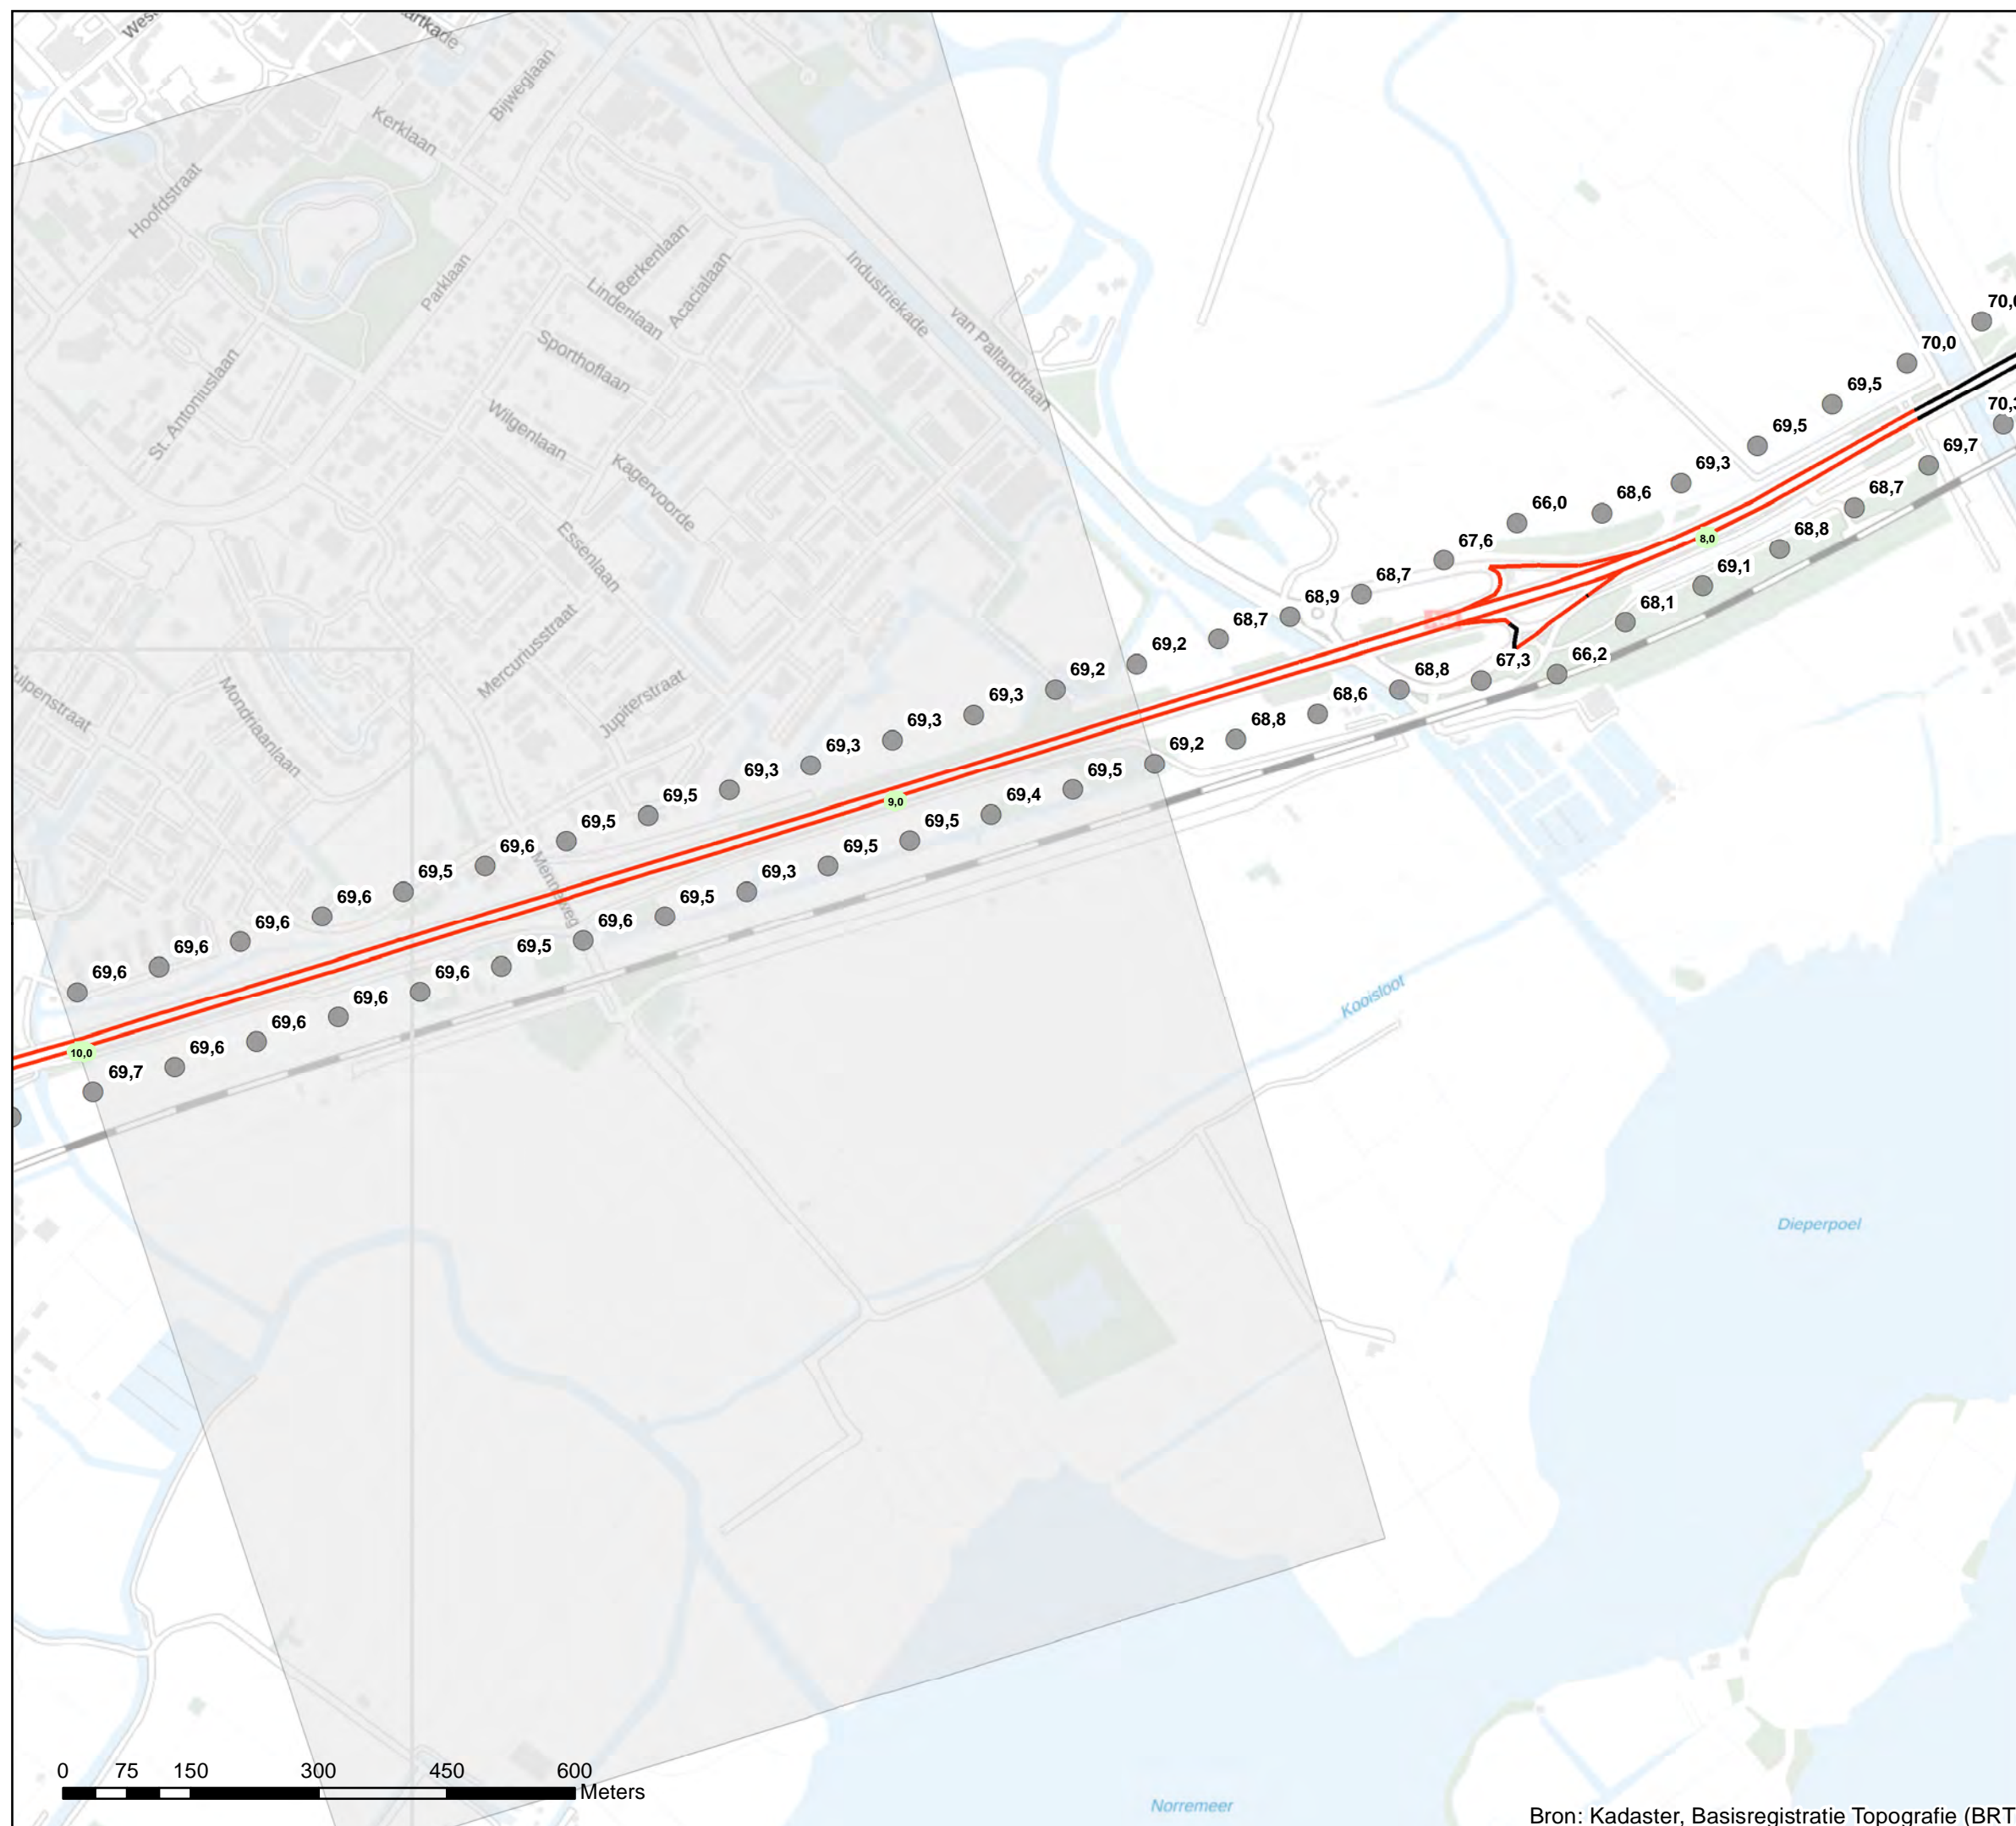 Kerklaan
Bijweglaan
Hoofdstraat
Parklaan
Berkenlaan
Lindenlaan
Acacialaan
Industriekade
van Pallandtlaan
Sporthoflaan
St. Antoniuslaan
Wilgenlaan
Kagervoorde
Essenlaan
Mercuriusstraat
Jupiterstraat
Mondriaanlaan
70,0
69,5
69,5
69,3
68,6
66,0
67,6
68,7
68,9
68,7
69,2
69,2
69,3
69,3
69,3
69,3
69,5
69,5
69,6
69,5
69,6
69,6
69,6
69,6
69,7
68,7
68,8
69,1
68,1
66,2
67,3
68,8
68,6
68,8
69,2
69,5
69,4
69,5
69,5
69,3
69,5
69,6
69,5
69,6
69,6
69,6
69,6
69,7
8,0
9,0
10,0
Kooisloot
Dieperpoel
Norremeer
0 75 150 300 450 600
Meters
Bron: Kadaster, Basisregistratie Topografie (BRT